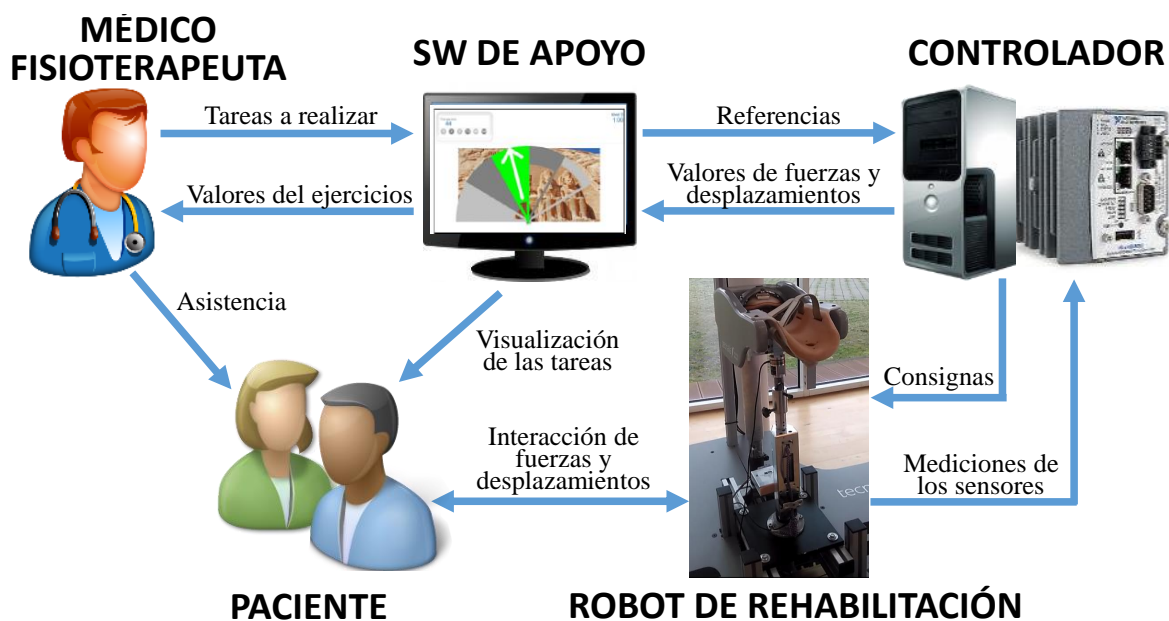 MÉDICO
FISIOTERAPEUTA
SW DE APOYO
CONTROLADOR
Tareas a realizar
Referencias
Valores del ejercicios
Valores de fuerzas y
desplazamientos
Asistencia
Visualización
de las tareas
Consignas
Interacción de
fuerzas y
desplazamientos
Mediciones de
los sensores
tecn
PACIENTE
ROBOT DE REHABILITACIÓN